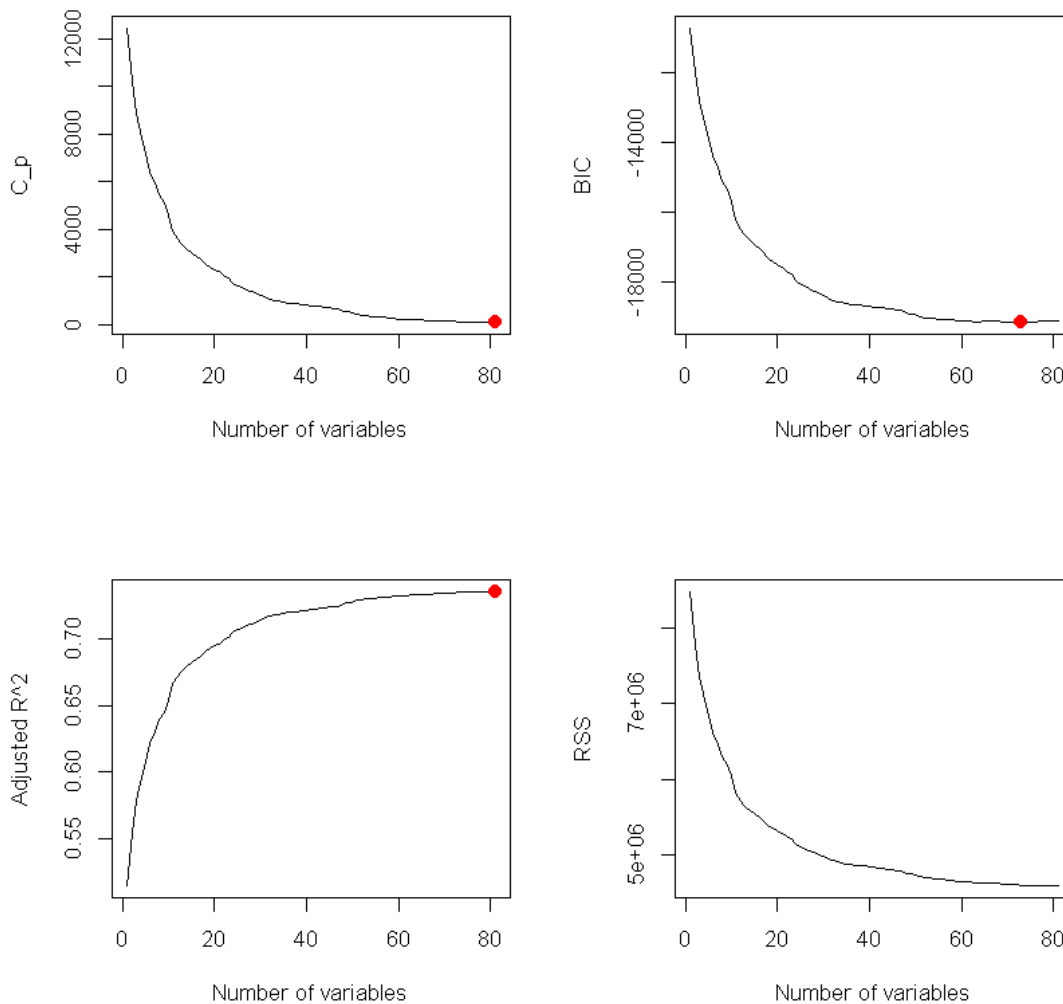 C_p
12000
8000
4000
0
0 20 40 60 80
Number of variables
BIC
-14000
-18000
0 20 40 60 80
Number of variables
Adjusted R^2
0.70
0.65
0.60
0.55
0 20 40 60 80
Number of variables
RSS
7e+06
5e+06
0 20 40 60 80
Number of variables